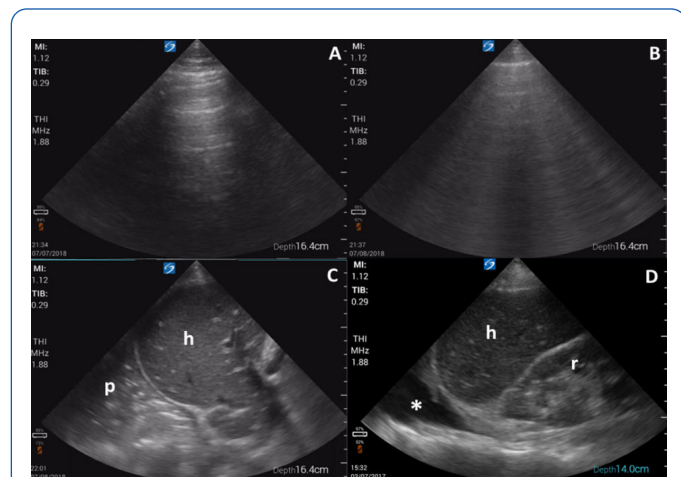 MI:
1.12
TIB:
0.29
THI
MHz
1.88
A
21:34
07/07/2018
Depth16.4cm
B
MI:
1.12
TIB:
0.29
THI
MHz
1.88
21:37
07/08/2018
Depth16.4cm
C
MI:
1.12
TIB:
0.29
THI
MHz
1.88
h
p
22:01
07/08/2018
Depth16.4cm
D
MI:
1.12
TIB:
0.29
THI
MHz
1.88
h
r
*
15:32
03/07/2017
Depth14.0cm